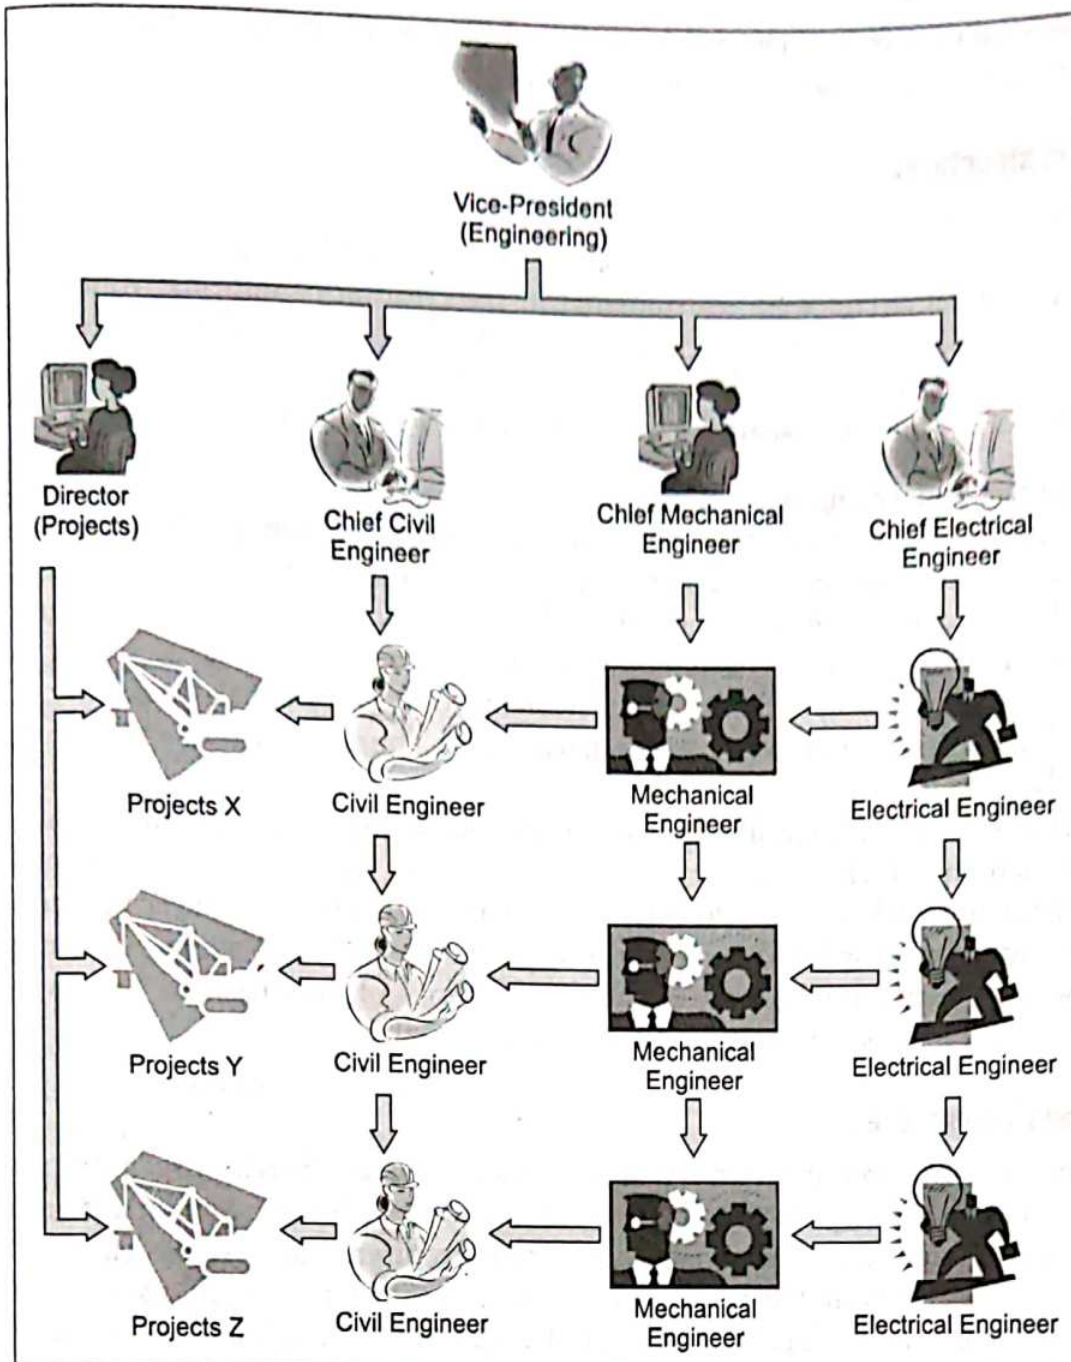 Vice-President
(Engineering)
Director
(Projects)
Chief Civil
Engineer
Chief Mechanical
Engineer
Chief Electrical
Engineer
Projects X
Civil Engineer
Mechanical
Engineer
Electrical Engineer
Projects Y
Civil Engineer
Mechanical
Engineer
Electrical Engineer
Projects Z
Civil Engineer
Mechanical
Engineer
Electrical Engineer